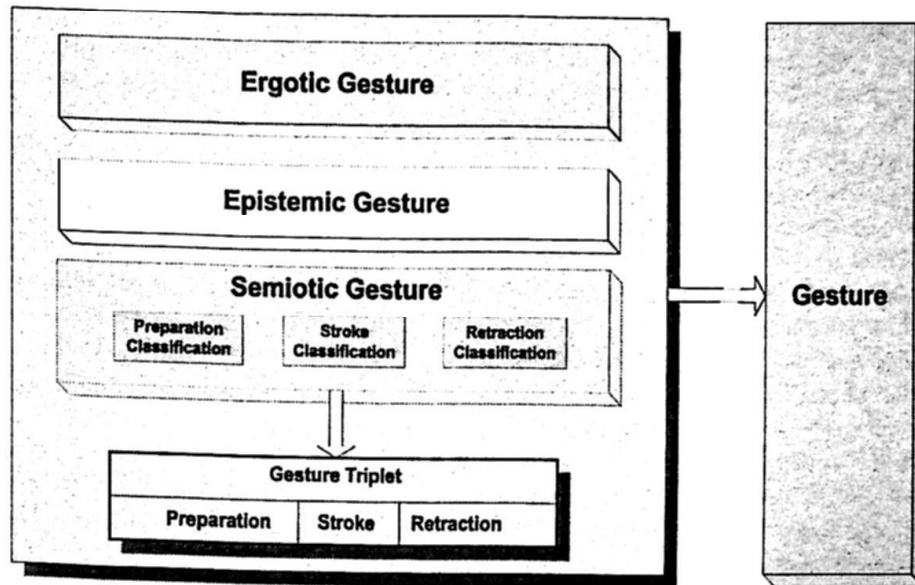 Ergotic Gesture
Epistemic Gesture
Semiotic Gesture
Preparation
Classification
Stroke
Classification
Retraction
Classification
Gesture Triplet
Preparation
Stroke
Retraction
Gesture